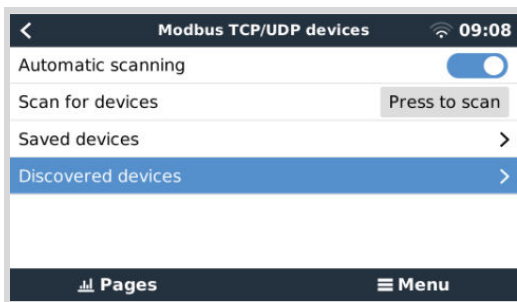 Modbus TCP/UDP devices 09:08
Automatic scanning
Scan for devices Press to scan
Saved devices
Discovered devices
Pages Menu